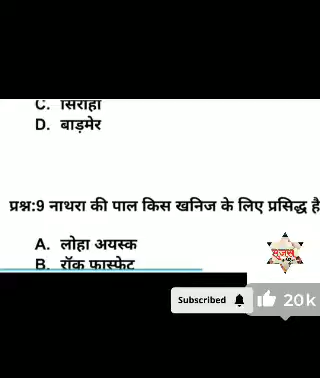 C. सिरोही
D. बाड़मेर
प्रश्न:9 नाथरा की पाल किस खनिज के लिए प्रसिद्ध है
A. लोहा अयस्क
B. रॉक फास्फेट
Subscribed
20k